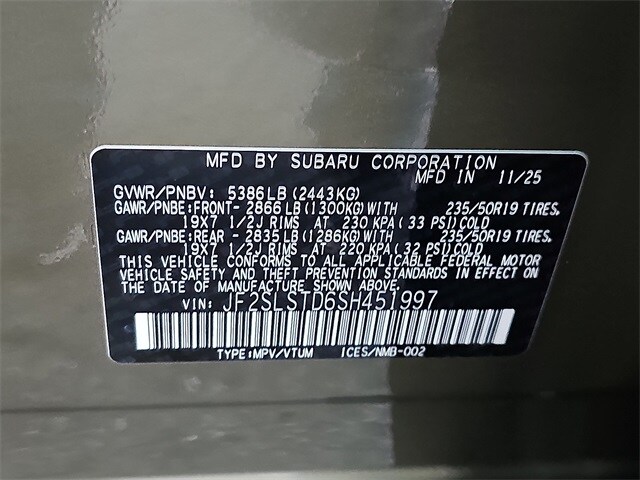 MFD BY SUBARU CORPORATION
MFD IN 11/25
GVWR/PNBV: 5386LB(2443KG)
GAWR/PNBE:FRONT- 2866LB(1300KG)WITH 235/50R19 TIRES.
19X7 1/2J RIMS AT 230 KPA(33 PSI)COLD
GAWR/PNBE:REAR - 2835LB(1286KG)WITH 235/50R19 TIRES.
19X7 1/2J RIMS AT 220 KPA(32 PSI)COLD
THIS VEHICLE CONFORMS TO ALL APPLICABLE FEDERAL MOTOR
VEHICLE SAFETY AND THEFT PREVENTION STANDARDS IN EFFECT ON
THE DATE OF MANUFACTURE SHOWN ABOVE.
VIN: JF2SLSTD6SH451997
TYPE:MPV/VTUM ICES/NMB-002